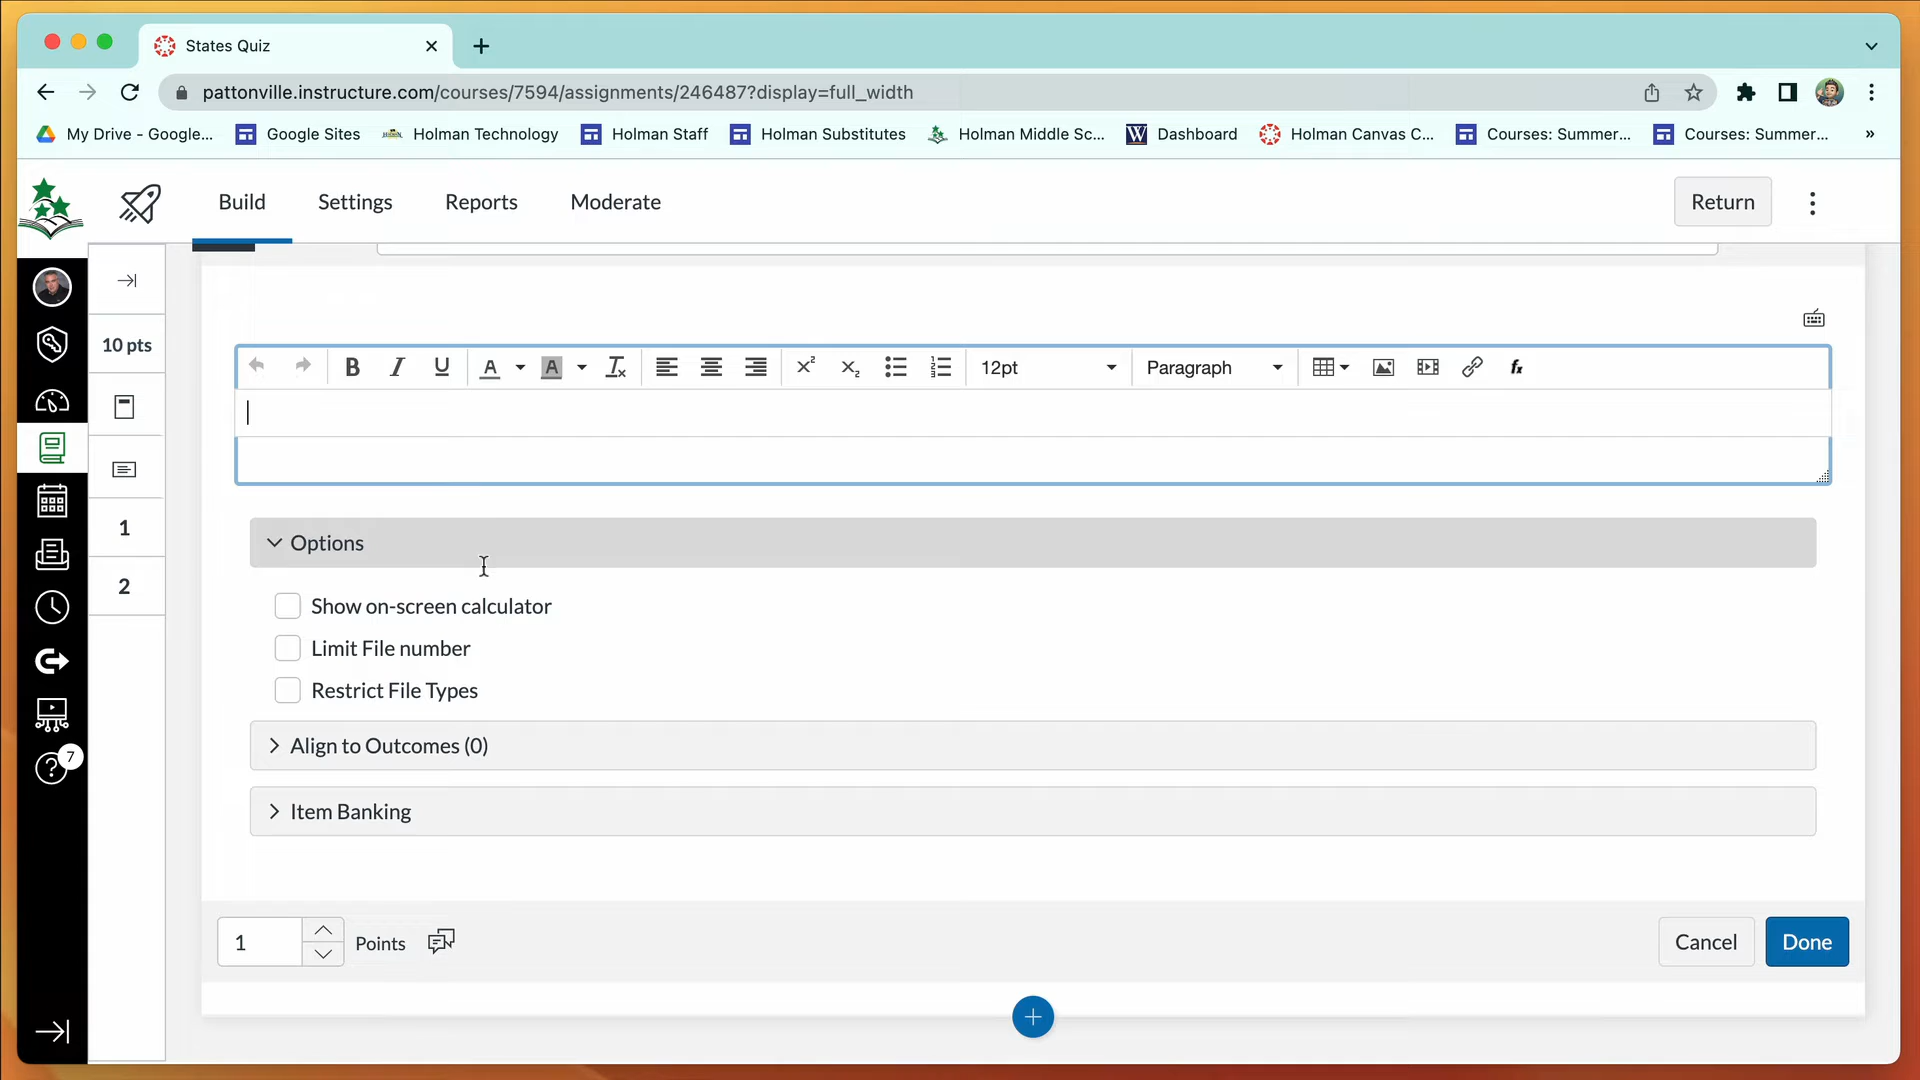 States Quiz
pattonville.instructure.com/courses/7594/assignments/246487?display=full_width
My Drive - Google... Google Sites Holman Technology Holman Staff Holman Substitutes Holman Middle Sc... W Dashboard Holman Canvas C... Courses: Summer... Courses: Summer... »
Build Settings Reports Moderate Return
10 pts
B I U A A 12pt Paragraph
Options
1
Show on-screen calculator
2
Limit File number
Restrict File Types
Align to Outcomes (0)
7
Item Banking
1 Points Cancel Done